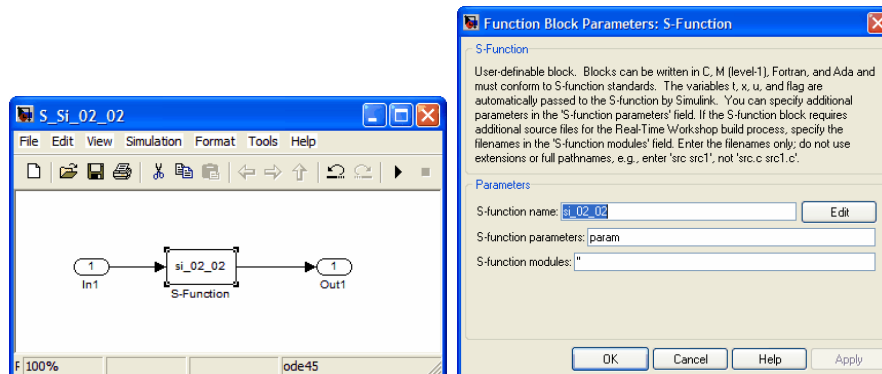 S_Si_02_02
File Edit View Simulation Format Tools Help
1
In1
si_02_02
S-Function
1
Out1
100%
ode45
Function Block Parameters: S-Function
S-Function
User-definable block. Blocks can be written in C, M (level-1), Fortran, and Ada and
must conform to S-function standards. The variables t, x, u, and flag are
automatically passed to the S-function by Simulink. You can specify additional
parameters in the 'S-function parameters' field. If the S-function block requires
additional source files for the Real-Time Workshop build process, specify the
filenames in the 'S-function modules' field. Enter the filenames only; do not use
extensions or full pathnames, e.g., enter 'src src1', not 'src.c src1.c'.
Parameters
S-function name: si_02_02 Edit
S-function parameters: param
S-function modules: ''
OK Cancel Help Apply